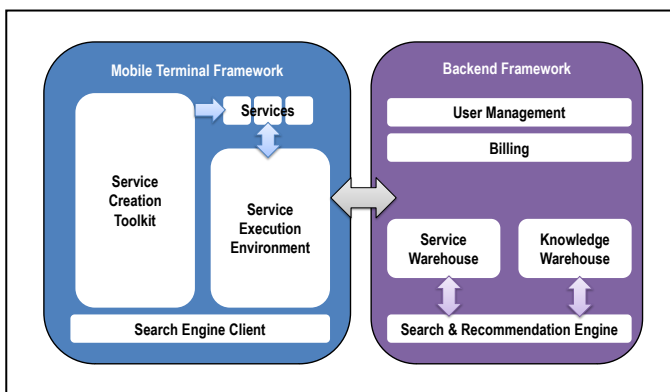 Mobile Terminal Framework
Services
Service
Creation
Toolkit
Service
Execution
Environment
Search Engine Client
Backend Framework
User Management
Billing
Service
Warehouse
Knowledge
Warehouse
Search & Recommendation Engine